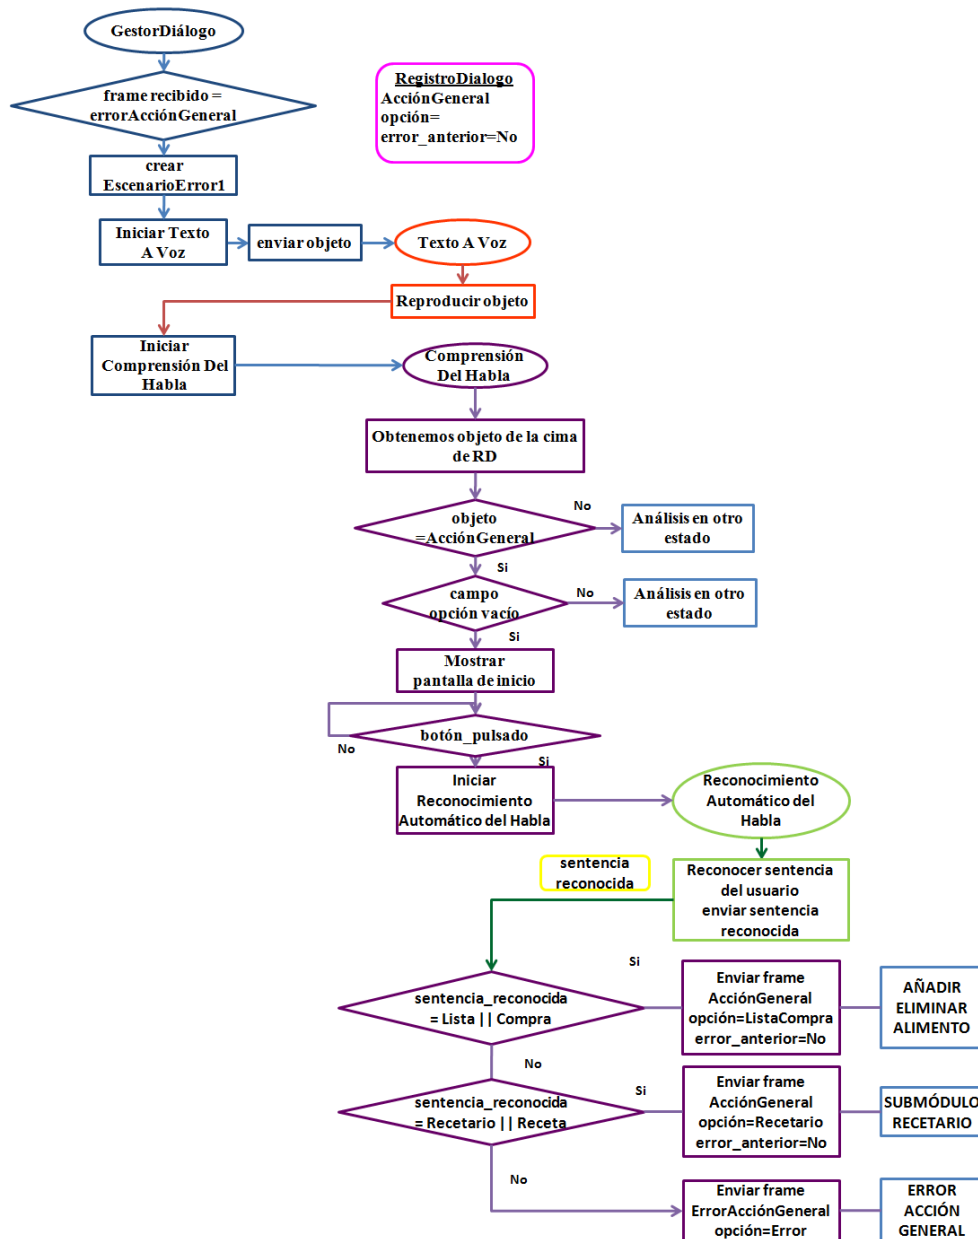 GestorDiálogo
frame recibido =
errorAcciónGeneral
RegistroDialogo
AcciónGeneral
opción=
error_anterior=No
crear
EscenarioError1
Iniciar Texto
A Voz
enviar objeto
Texto A Voz
Reproducir objeto
Iniciar
Comprensión Del
Habla
Comprensión
Del Habla
Obtenemos objeto de la cima
de RD
objeto
=AcciónGeneral
No
Análisis en otro
estado
Si
campo
opción vacío
No
Análisis en otro
estado
Si
Mostrar
pantalla de inicio
botón_pulsado
No
Si
Iniciar
Reconocimiento
Automático del Habla
Reconocimiento
Automático del
Habla
sentencia
reconocida
Reconocer sentencia
del usuario
enviar sentencia
reconocida
sentencia_reconocida
= Lista || Compra
Si
Enviar frame
AcciónGeneral
opción=ListaCompra
error_anterior=No
AÑADIR
ELIMINAR
ALIMENTO
No
sentencia_reconocida
= Recetario || Receta
Si
Enviar frame
AcciónGeneral
opción=Recetario
error_anterior=No
SUBMÓDULO
RECETARIO
No
Enviar frame
ErrorAcciónGeneral
opción=Error
ERROR
ACCIÓN
GENERAL